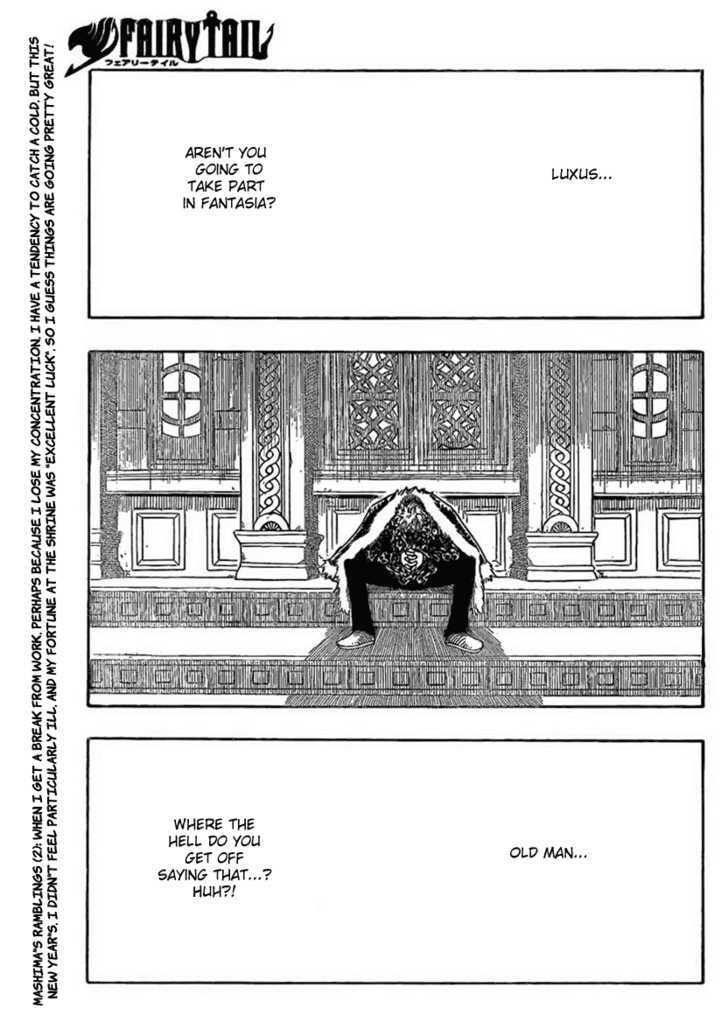 FAIRY TAIL
フェアリーテイル
LUXUS...
AREN'T YOU
GOING TO
TAKE PART
IN FANTASIA?
OLD MAN...
WHERE THE
HELL DO YOU
GET OFF
SAYING THAT...?
HUH?!
MASHIMA'S RAMBLINGS (2): WHEN I GET A BREAK FROM WORK, PERHAPS BECAUSE I LOSE MY CONCENTRATION, I HAVE A TENDENCY TO CATCH A COLD, BUT THIS
NEW YEAR'S, I DIDN'T FEEL PARTICULARLY ILL, AND MY FORTUNE AT THE SHRINE WAS "EXCELLENT LUCK". SO I GUESS THINGS ARE GOING PRETTY GREAT!